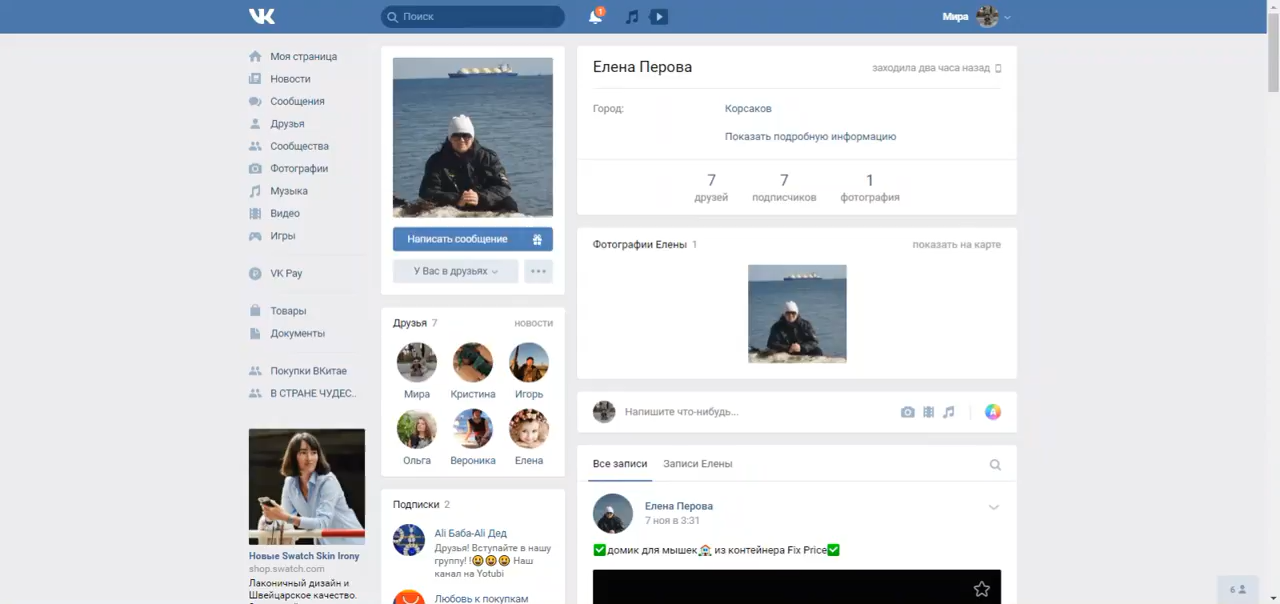 VK
Поиск
1
Мира
Моя страница
Новости
Сообщения
Друзья
Сообщества
Фотографии
Музыка
Видео
Игры
VK Pay
Товары
Документы
Покупки ВКитае
В СТРАНЕ ЧУДЕС..
Новые Swatch Skin Irony
shop.swatch.com
Лаконичный дизайн и
Швейцарское качество.
Написать сообщение
У Вас в друзьях
Друзья 7
новости
Мира
Кристина
Игорь
Ольга
Вероника
Елена
Подписки 2
Ali Баба-Ali Дед
Друзья! Вступайте в нашу
группу! !😄😄😄 Наш
канал на Yotubi
Любовь к покупкам
Елена Перова
заходила два часа назад
Город:
Корсаков
Показать подробную информацию
7
друзей
7
подписчиков
1
фотография
Фотографии Елены 1
показать на карте
Напишите что-нибудь...
A
Все записи
Записи Елены
Елена Перова
7 ноя в 3:31
✅домик для мышек🏠 из контейнера Fix Price✅
6